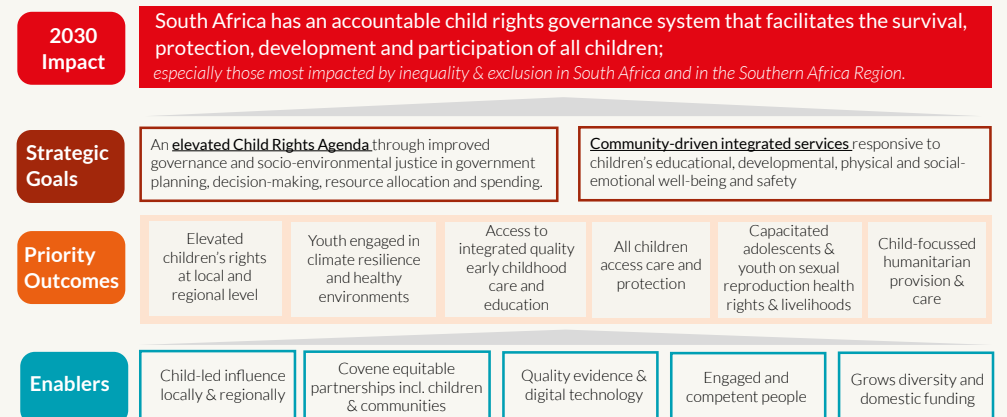 2030
Impact
South Africa has an accountable child rights governance system that facilitates the survival,
protection, development and participation of all children;
especially those most impacted by inequality & exclusion in South Africa and in the Southern Africa Region.
Strategic
Goals
An elevated Child Rights Agenda through improved
governance and socio-environmental justice in government
planning, decision-making, resource allocation and spending.
Community-driven integrated services responsive to
children's educational, developmental, physical and social-
emotional well-being and safety
Priority
Outcomes
Elevated
children's rights
at local and
regional level
Youth engaged in
climate resilience
and healthy
environments
Access to
integrated quality
early childhood
care and
education
All children
access care and
protection
Capacitated
adolescents &
youth on sexual
reproduction health
rights & livelihoods
Child-focussed
humanitarian
provision &
care
Enablers
Child-led influence
locally & regionally
Covene equitable
partnerships incl. children
& communities
Quality evidence &
digital technology
Engaged and
competent people
Grows diversity and
domestic funding